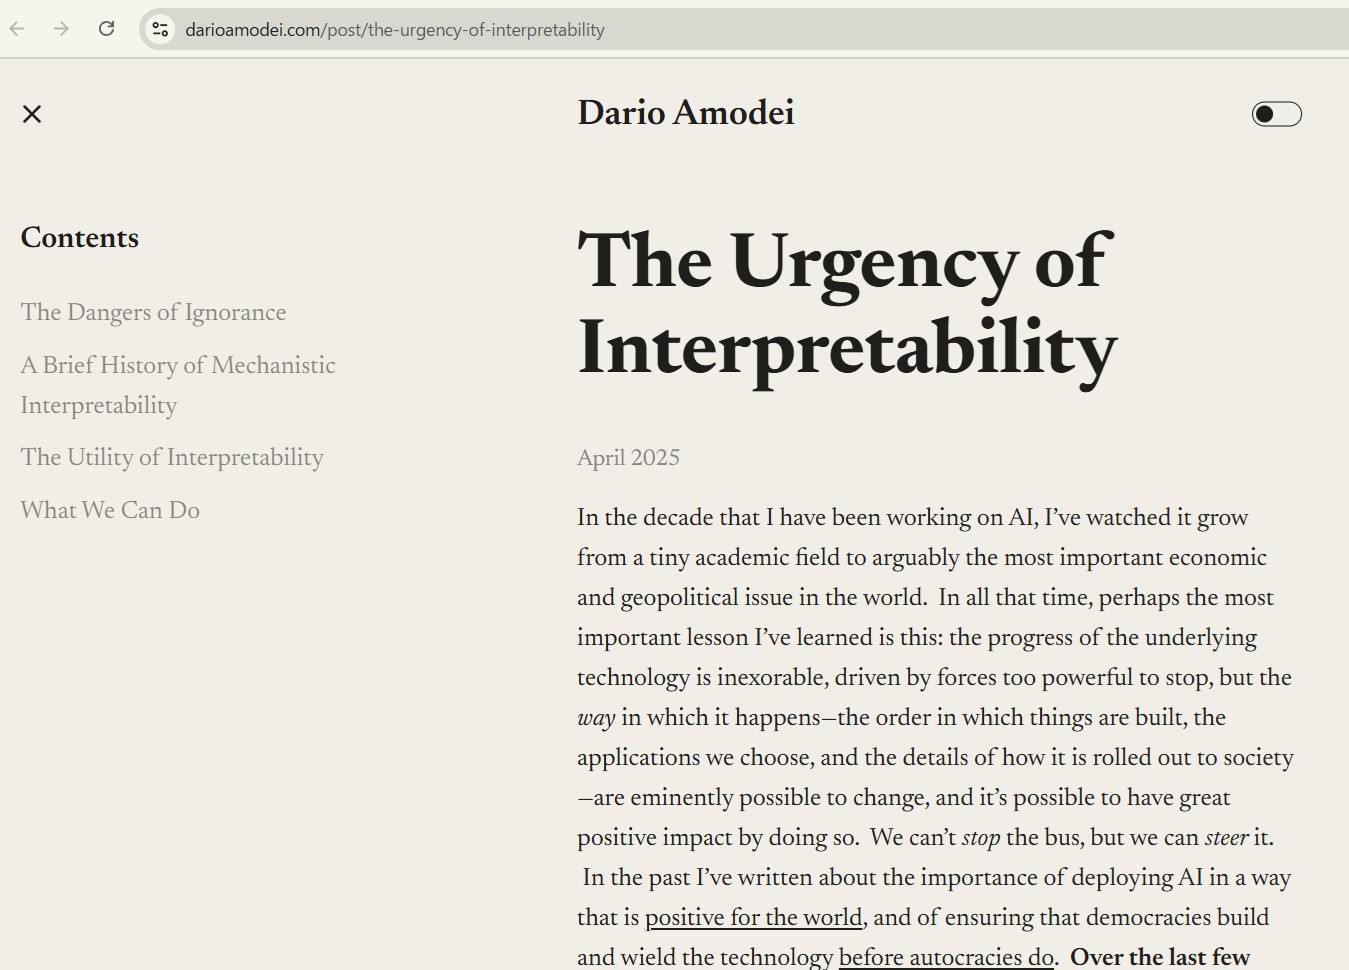 darioamodei.com/post/the-urgency-of-interpretability
Dario Amodei
Contents
The Dangers of Ignorance
A Brief History of Mechanistic
Interpretability
The Utility of Interpretability
What We Can Do
The Urgency of
Interpretability
April 2025
In the decade that I have been working on AI, I’ve watched it grow
from a tiny academic field to arguably the most important economic
and geopolitical issue in the world.  In all that time, perhaps the most
important lesson I’ve learned is this: the progress of the underlying
technology is inexorable, driven by forces too powerful to stop, but the
way in which it happens—the order in which things are built, the
applications we choose, and the details of how it is rolled out to society
—are eminently possible to change, and it’s possible to have great
positive impact by doing so.  We can’t stop the bus, but we can steer it.
In the past I’ve written about the importance of deploying AI in a way
that is positive for the world, and of ensuring that democracies build
and wield the technology before autocracies do.  Over the last few